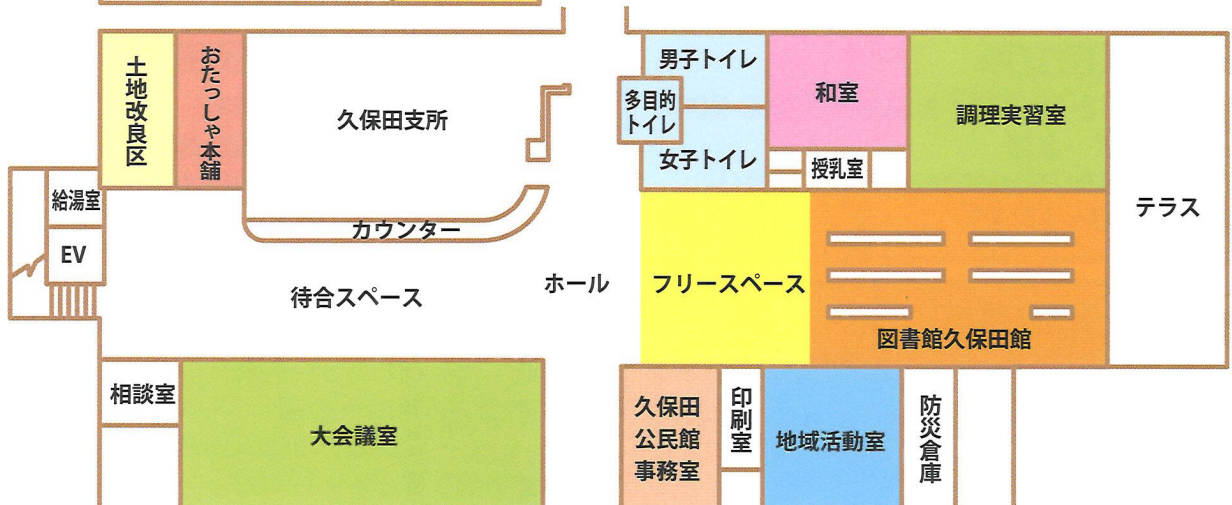 土地改良区
おたっしゃ本舗
久保田支所
男子トイレ
多目的
トイレ
女子トイレ
和室
授乳室
調理実習室
テラス
給湯室
EV
カウンター
待合スペース
ホール
フリースペース
図書館久保田館
相談室
大会議室
久保田
公民館
事務室
印刷室
地域活動室
防災倉庫